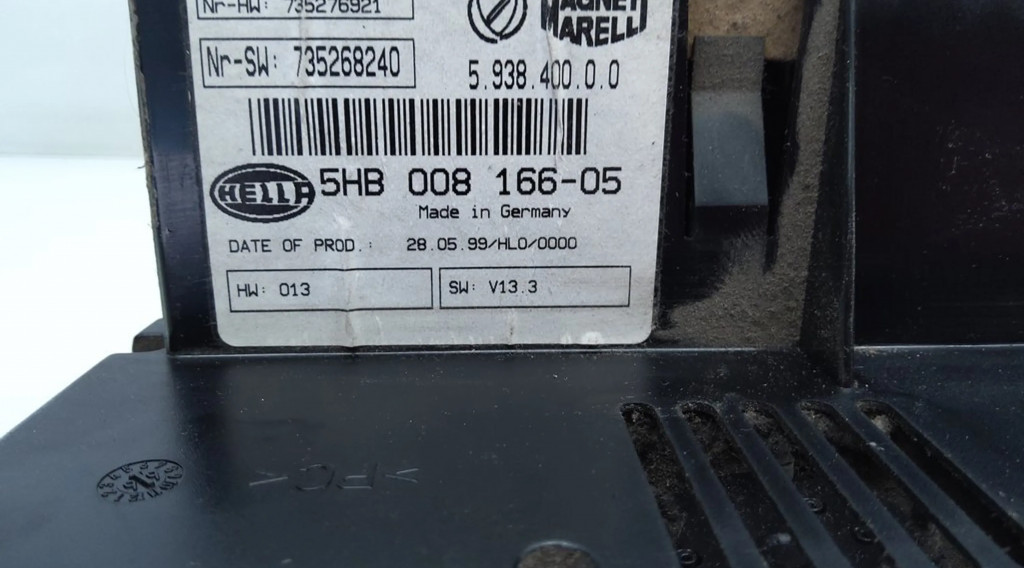 Nr-HW: 735276921
MAGNETI
MARELLI
Nr-SW: 735268240
5.938.400.0.0
HELLA
5HB 008 166-05
Made in Germany
DATE OF PROD.: 28.05.99/HL0/0000
HW: 013
SW: V13.3
>PC<